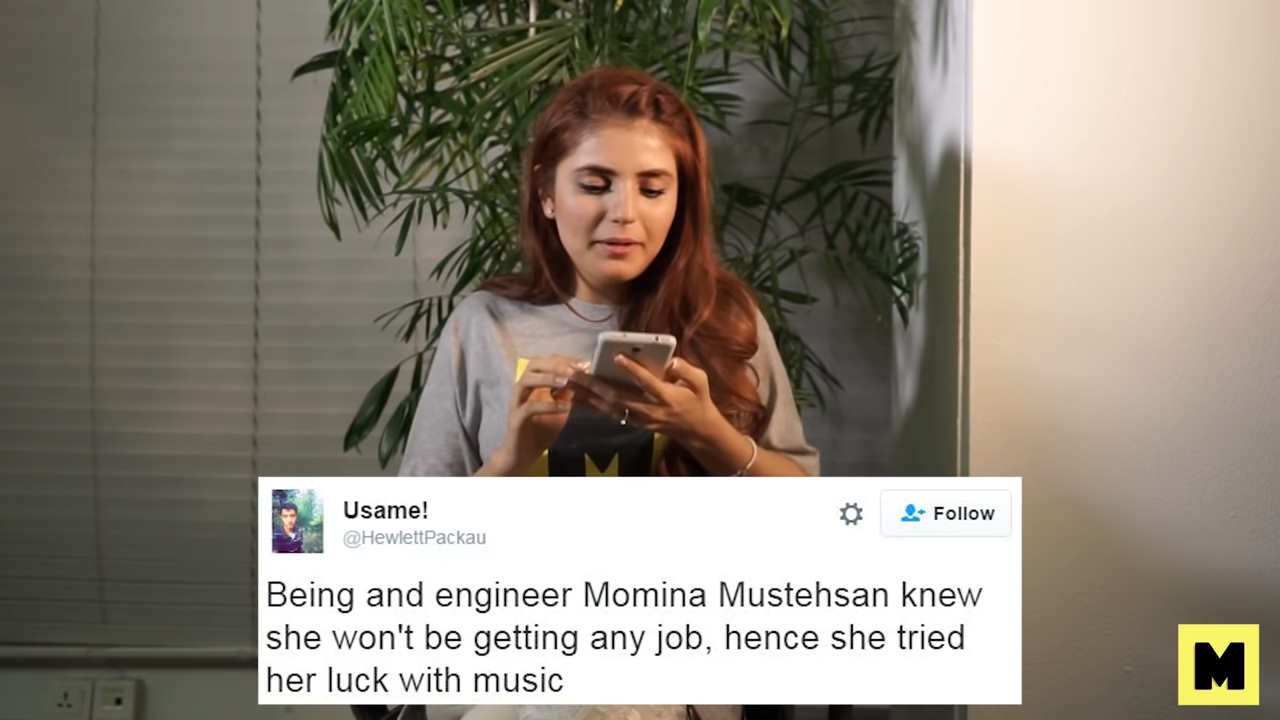 M
Usame!
@HewlettPackau
Follow
Being and engineer Momina Mustehsan knew
she won't be getting any job, hence she tried
her luck with music
M